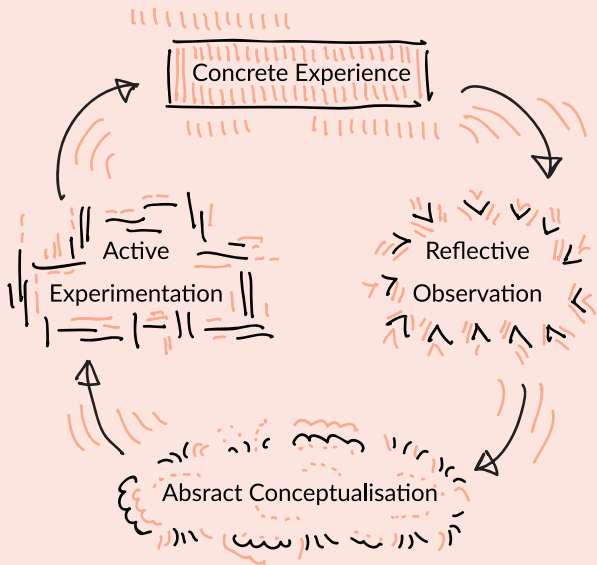 Concrete Experience
Reflective
Observation
Absract Conceptualisation
Active
Experimentation